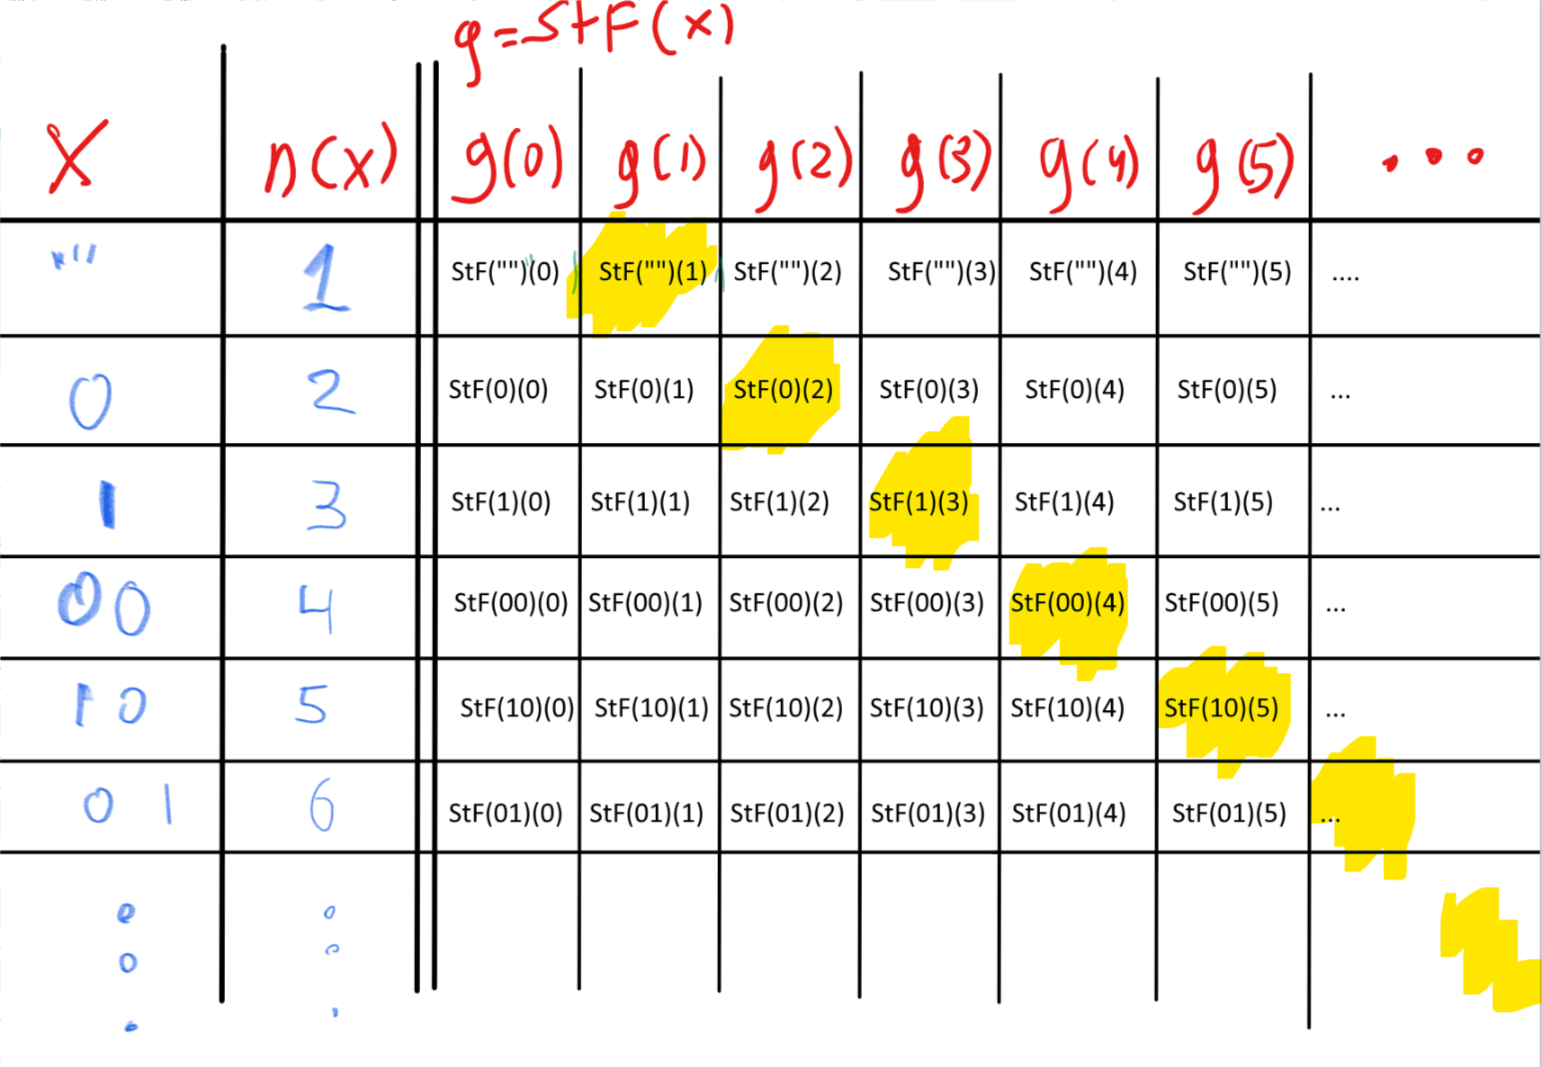 g=StF(x)
X n(x) g(0) g(1) g(2) g(3) g(4) g(5) ...
"" 1 StF("")(0) StF("")(1) StF("")(2) StF("")(3) StF("")(4) StF("")(5) ....
0 2 StF(0)(0) StF(0)(1) StF(0)(2) StF(0)(3) StF(0)(4) StF(0)(5) ...
1 3 StF(1)(0) StF(1)(1) StF(1)(2) StF(1)(3) StF(1)(4) StF(1)(5) ...
00 4 StF(00)(0) StF(00)(1) StF(00)(2) StF(00)(3) StF(00)(4) StF(00)(5) ...
10 5 StF(10)(0) StF(10)(1) StF(10)(2) StF(10)(3) StF(10)(4) StF(10)(5) ...
01 6 StF(01)(0) StF(01)(1) StF(01)(2) StF(01)(3) StF(01)(4) StF(01)(5) ...